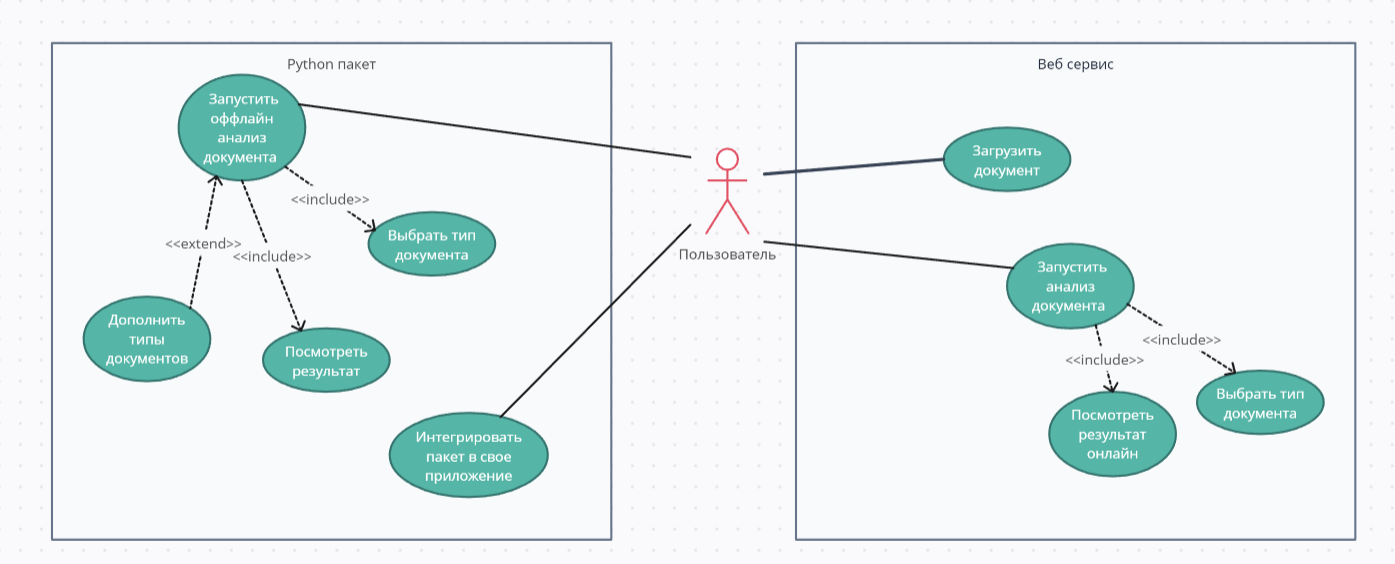 Python пакет
Запустить
оффлайн
анализ
документа
<<include>>
Выбрать тип
документа
<<extend>>
<<include>>
Дополнить
типы
документов
Посмотреть
результат
Интегрировать
пакет в свое
приложение
Пользователь
Веб сервис
Загрузить
документ
Запустить
анализ
документа
<<include>>
<<include>>
Выбрать тип
документа
Посмотреть
результат
онлайн